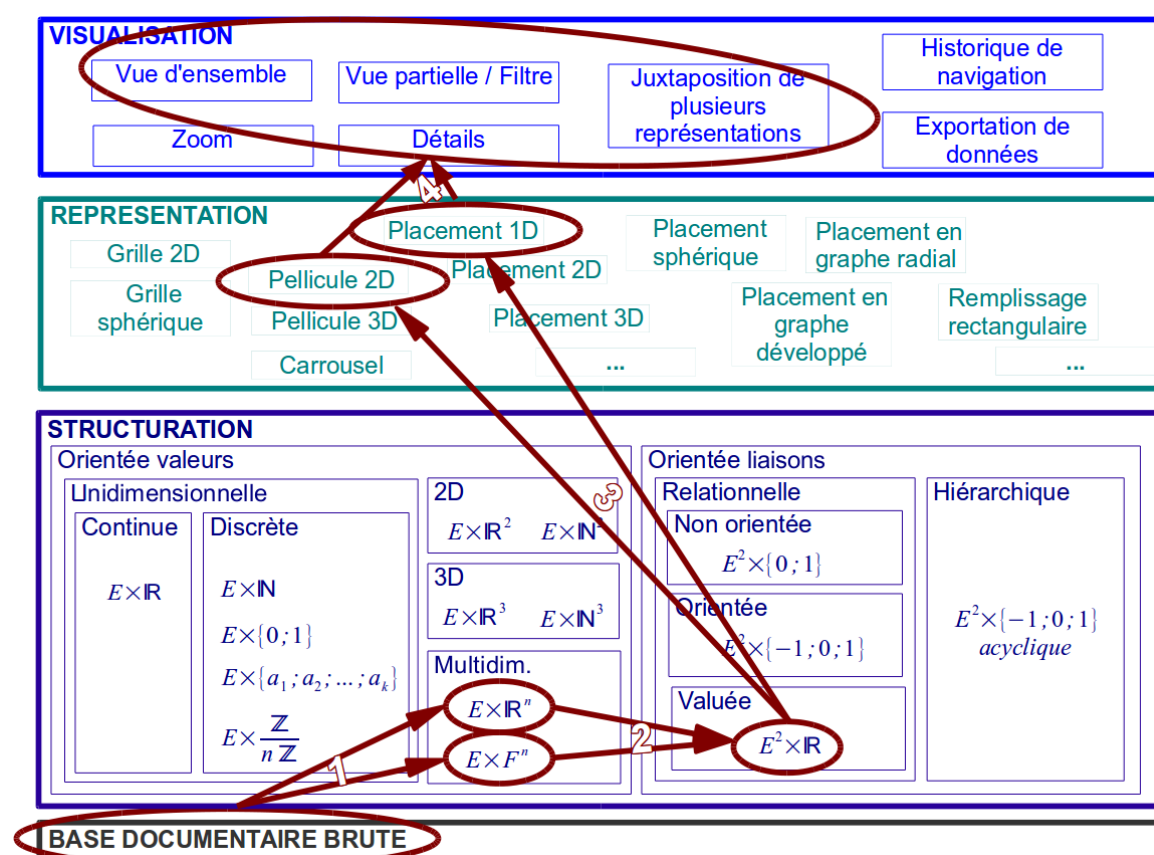 VISUALISATION
Vue d'ensemble
Vue partielle / Filtre
Juxtaposition de
plusieurs
représentations
Historique de
navigation
Zoom
Détails
Exportation de
données
4
REPRESENTATION
Placement 1D
Placement
sphérique
Placement en
graphe radial
Grille 2D
Pellicule 2D
Placement 2D
Grille
sphérique
Pellicule 3D
Placement 3D
Placement en
graphe
développé
Remplissage
rectangulaire
Carrousel
...
...
STRUCTURATION
Orientée valeurs
Unidimensionnelle
Continue
E×ℝ
Discrète
E×ℕ
E×{0;1}
E×{a₁;a₂;...;aₖ}
E×ℤ/nℤ
2D
E×ℝ² E×ℕ²
3D
E×ℝ³ E×ℕ³
Multidim.
E×ℝⁿ
E×Fⁿ
3
Orientée liaisons
Relationnelle
Non orientée
E²×{0;1}
Orientée
E²×{−1;0;1}
Valuée
E²×ℝ
Hiérarchique
E²×{−1;0;1}
acyclique
1
2
BASE DOCUMENTAIRE BRUTE